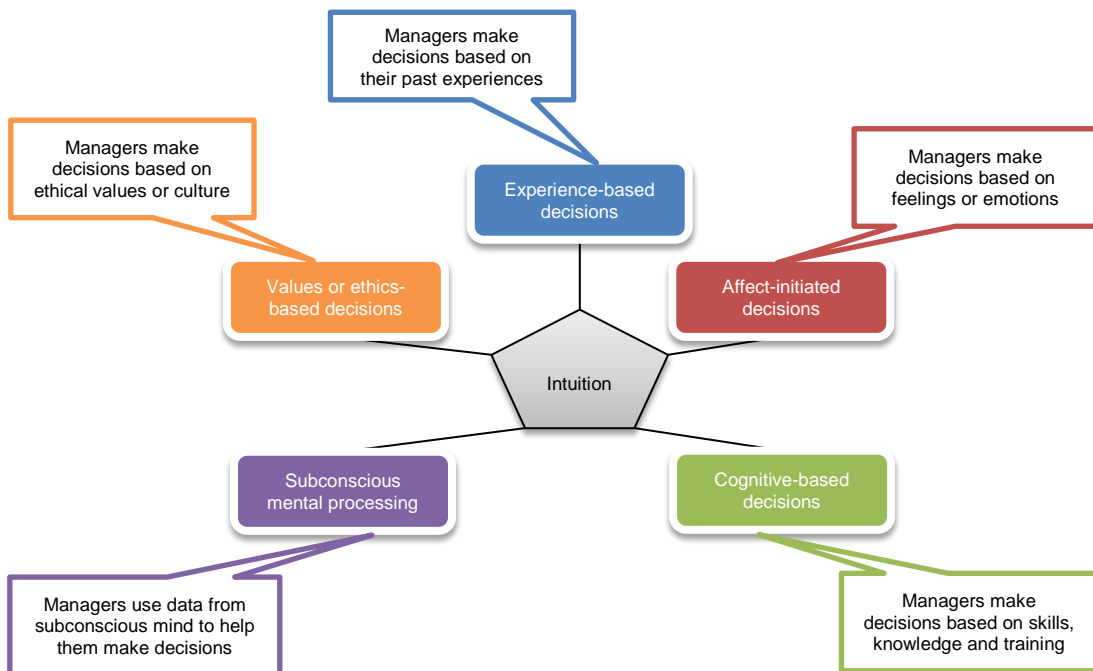 Managers make
decisions based on
their past experiences
Managers make
decisions based on
ethical values or culture
Managers make
decisions based on
feelings or emotions
Experience-based
decisions
Values or ethics-
based decisions
Affect-initiated
decisions
Intuition
Subconscious
mental processing
Cognitive-based
decisions
Managers use data from
subconscious mind to help
them make decisions
Managers make
decisions based on skills,
knowledge and training